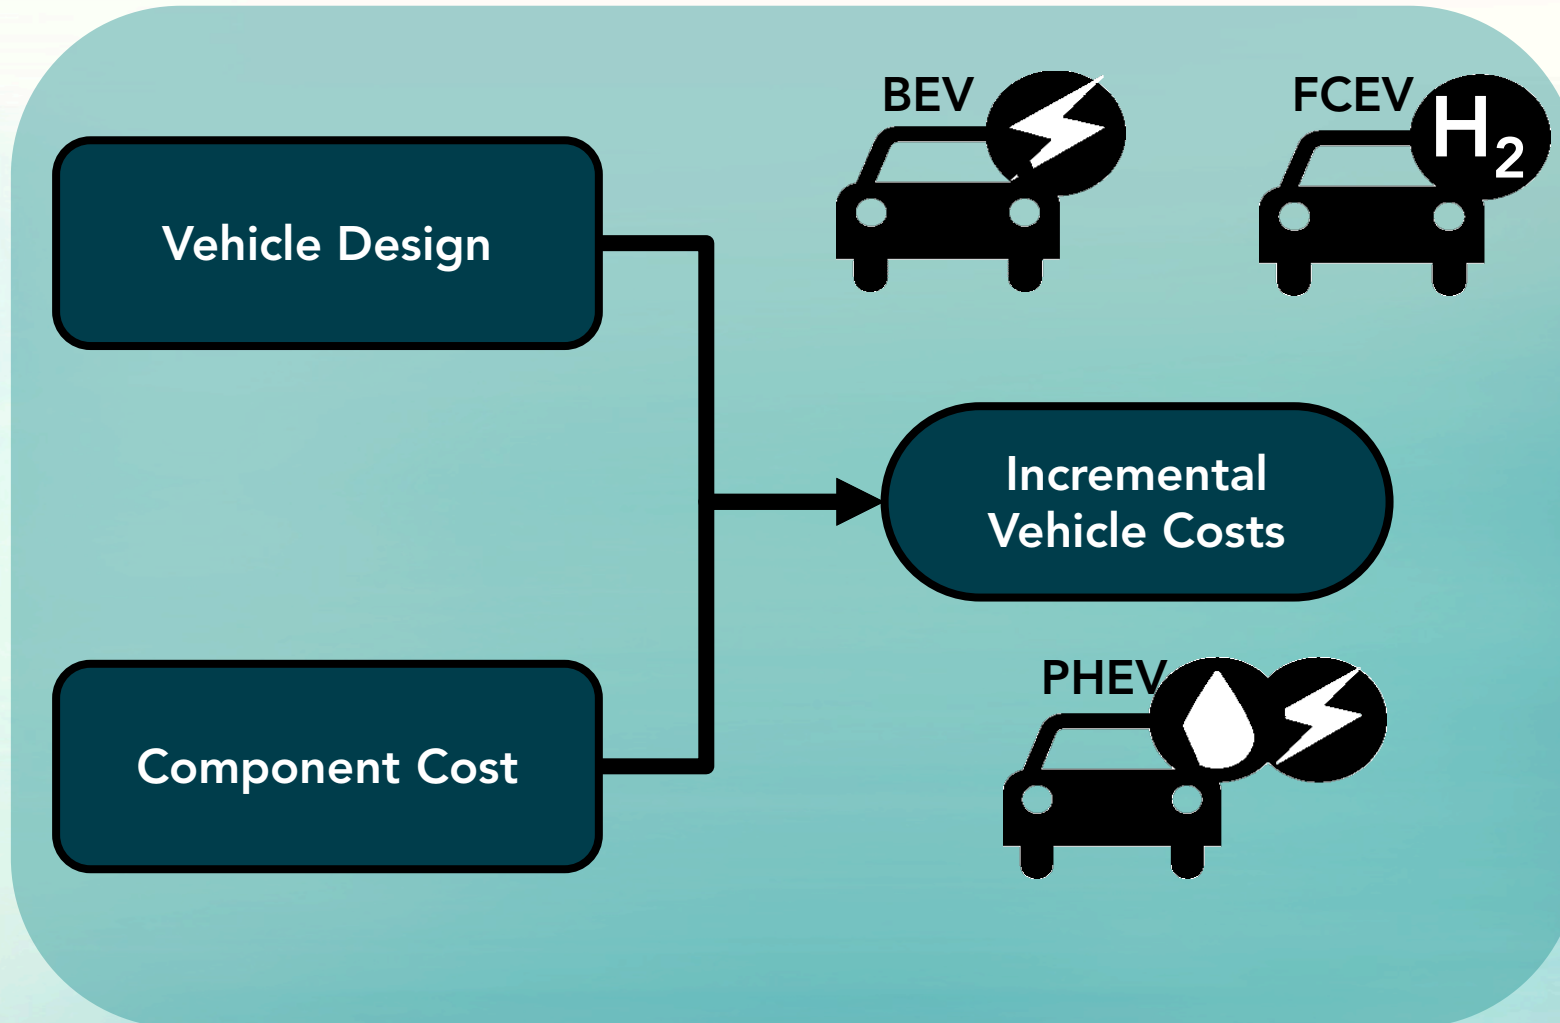 BEV
FCEV
H2
Vehicle Design
Incremental
Vehicle Costs
PHEV
Component Cost